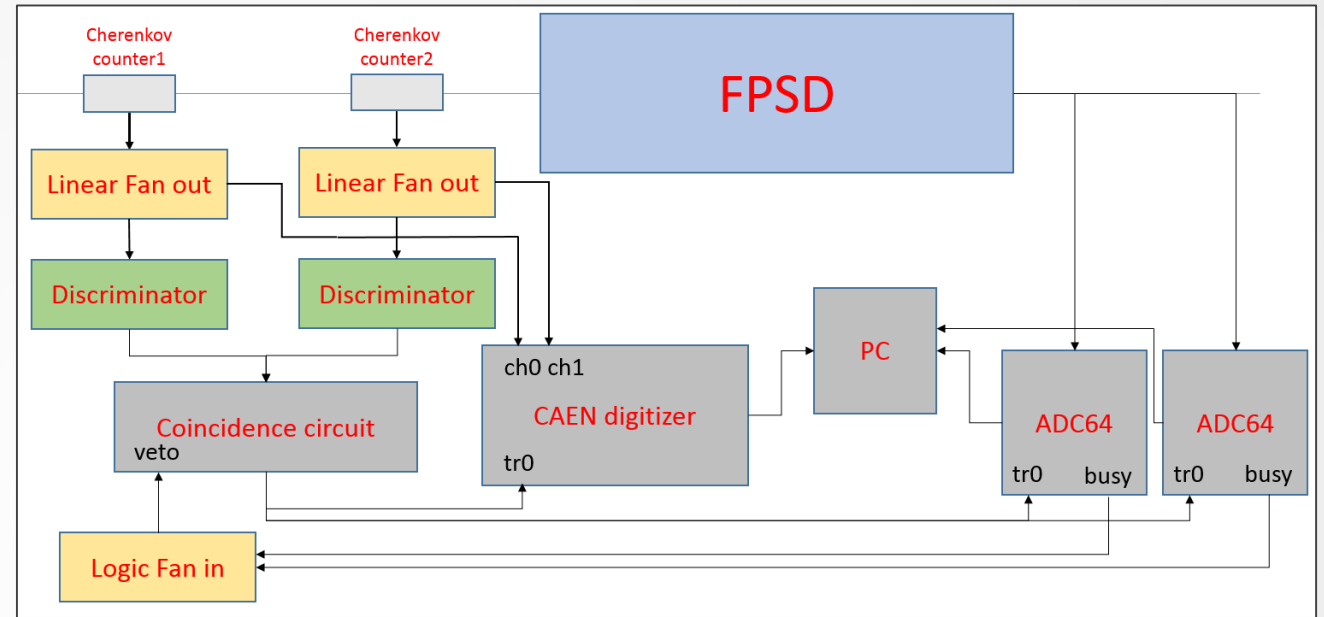 Cherenkov
counter1
Cherenkov
counter2
FPSD
Linear Fan out
Linear Fan out
Discriminator
Discriminator
ch0 ch1
CAEN digitizer
tr0
PC
ADC64
tr0 busy
ADC64
tr0 busy
Coincidence circuit
veto
Logic Fan in